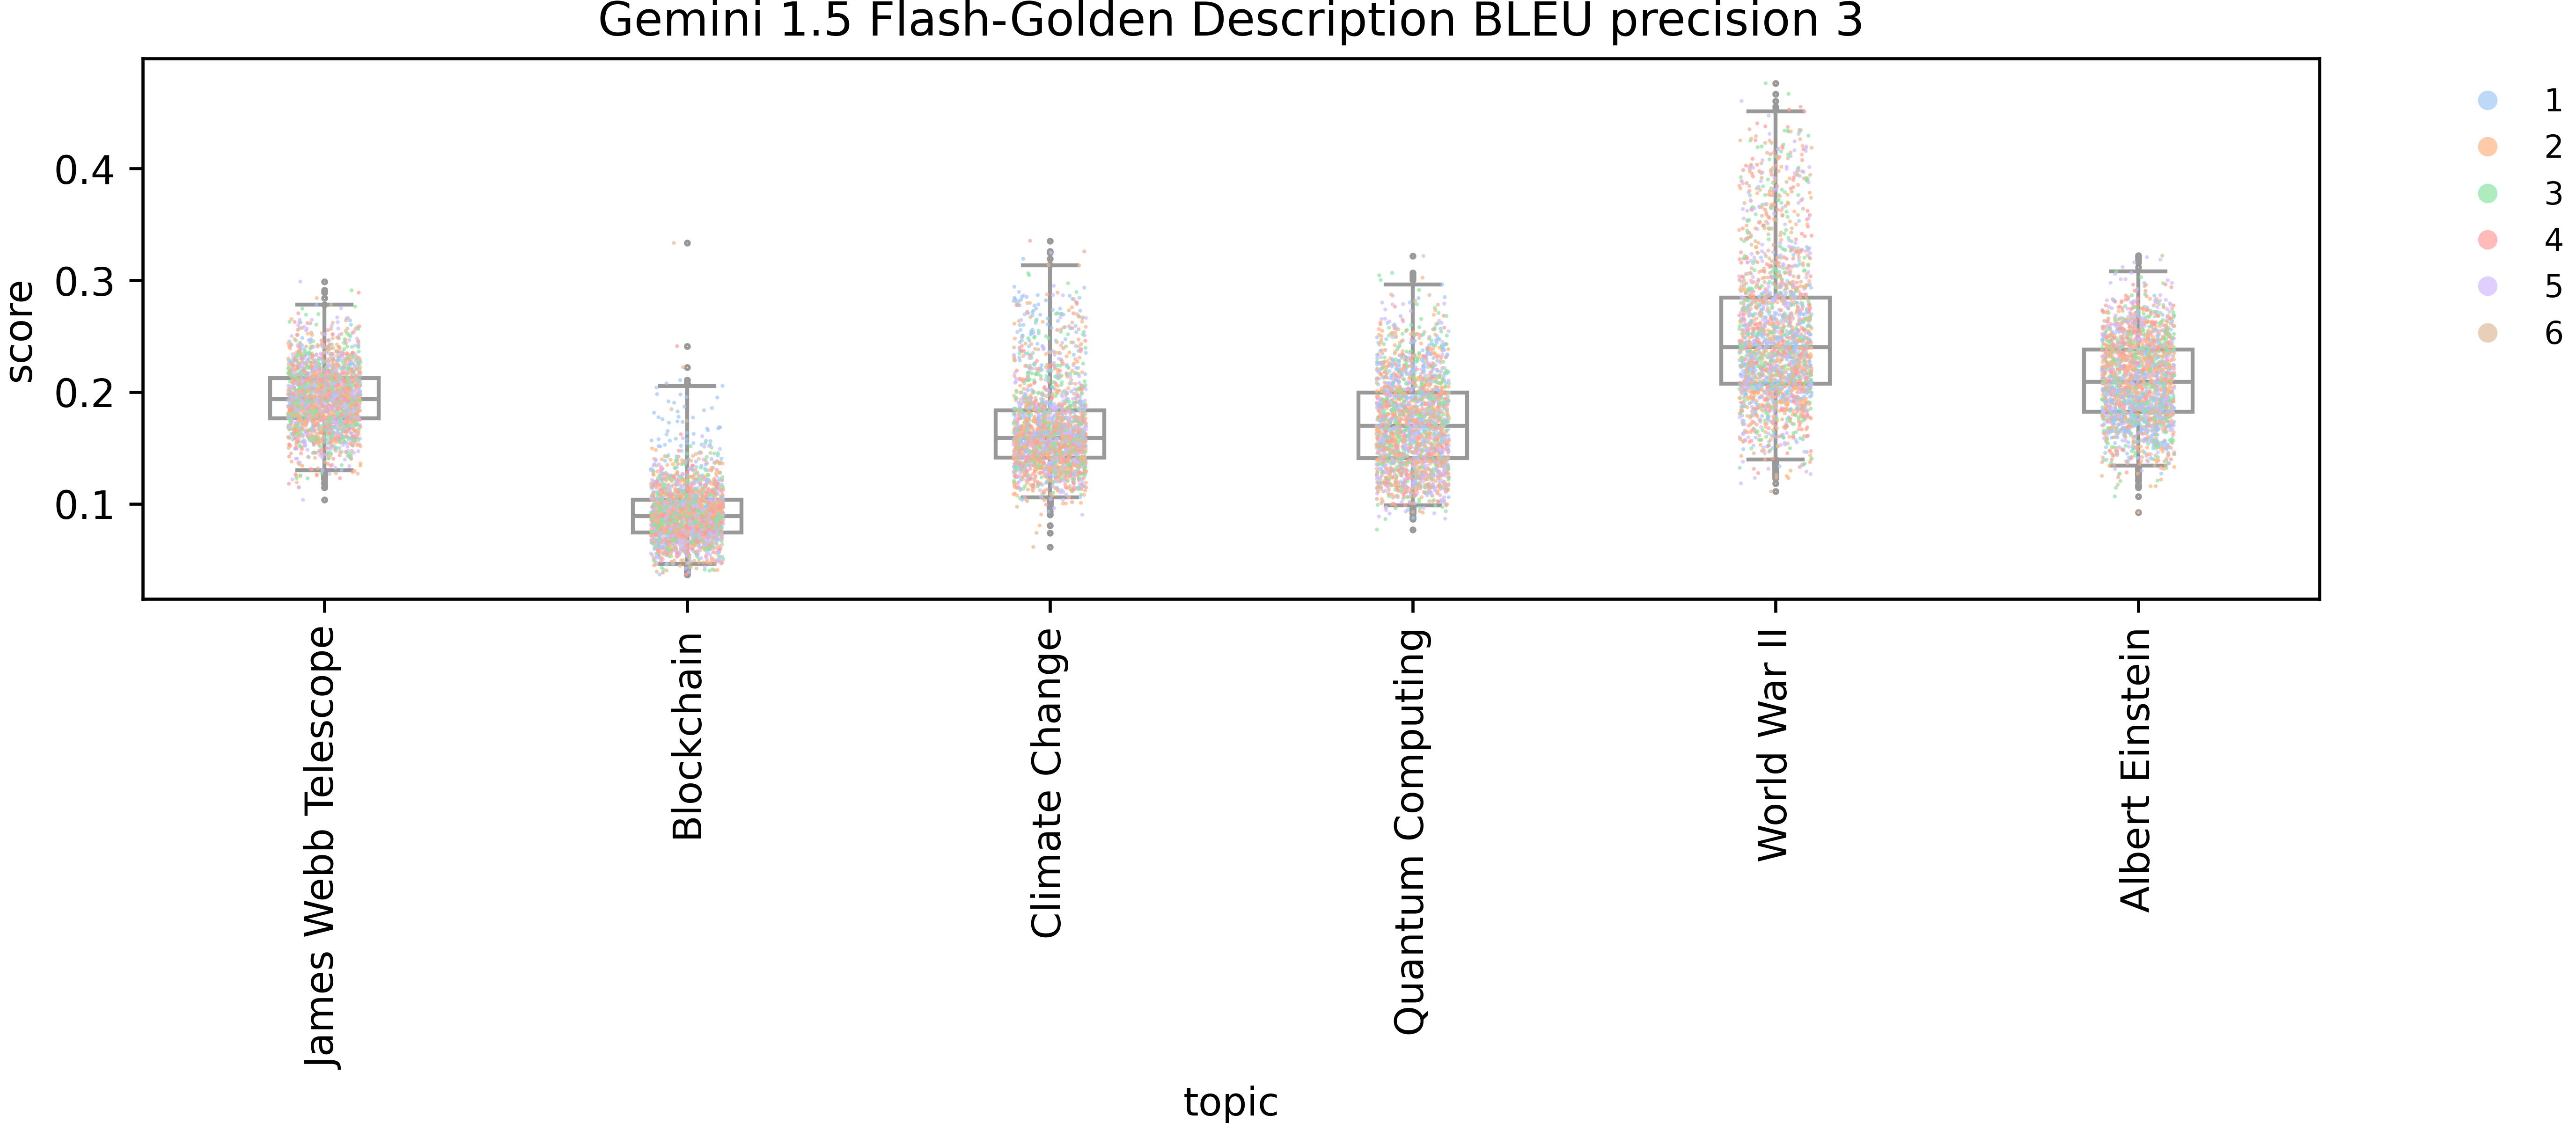 Gemini 1.5 Flash-Golden Description BLEU precision 3
score
0.4
0.3
0.2
0.1
James Webb Telescope
Blockchain
Climate Change
Quantum Computing
World War II
Albert Einstein
topic
1
2
3
4
5
6